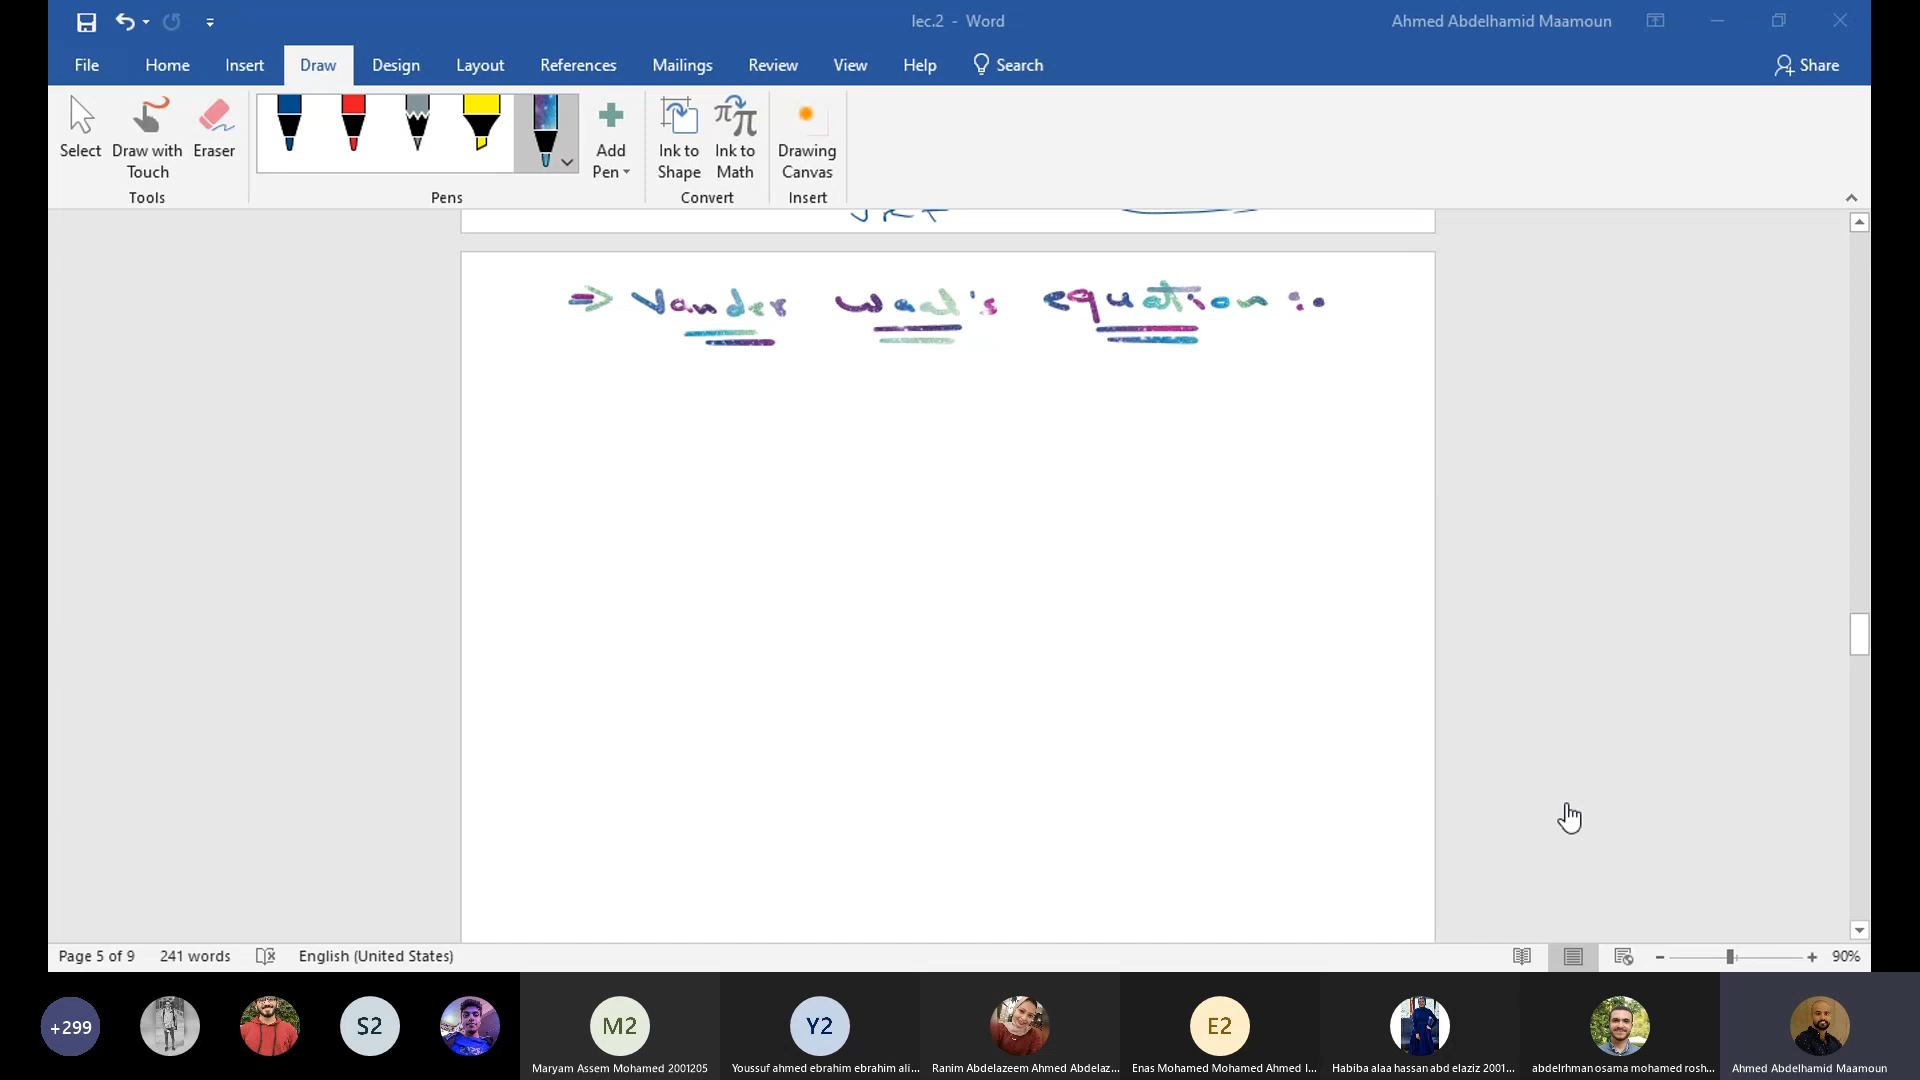 lec.2 - Word
Ahmed Abdelhamid Maamoun
File Home Insert Draw Design Layout References Mailings Review View Help Search Share
Select Draw with Touch Eraser
Add Pen
Ink to Shape Ink to Math
Drawing Canvas
Tools Pens Convert Insert
⇒ Vander waal's equation :-
Page 5 of 9 241 words English (United States) 90%
+299 S2 M2 Y2 E2
Maryam Assem Mohamed 2001205 Youssuf ahmed ebrahim ebrahim ali... Ranim Abdelazeem Ahmed Abdelaz... Enas Mohamed Mohamed Ahmed I... Habiba alaa hassan abd elaziz 2001... abdelrhman osama mohamed rosh... Ahmed Abdelhamid Maamoun